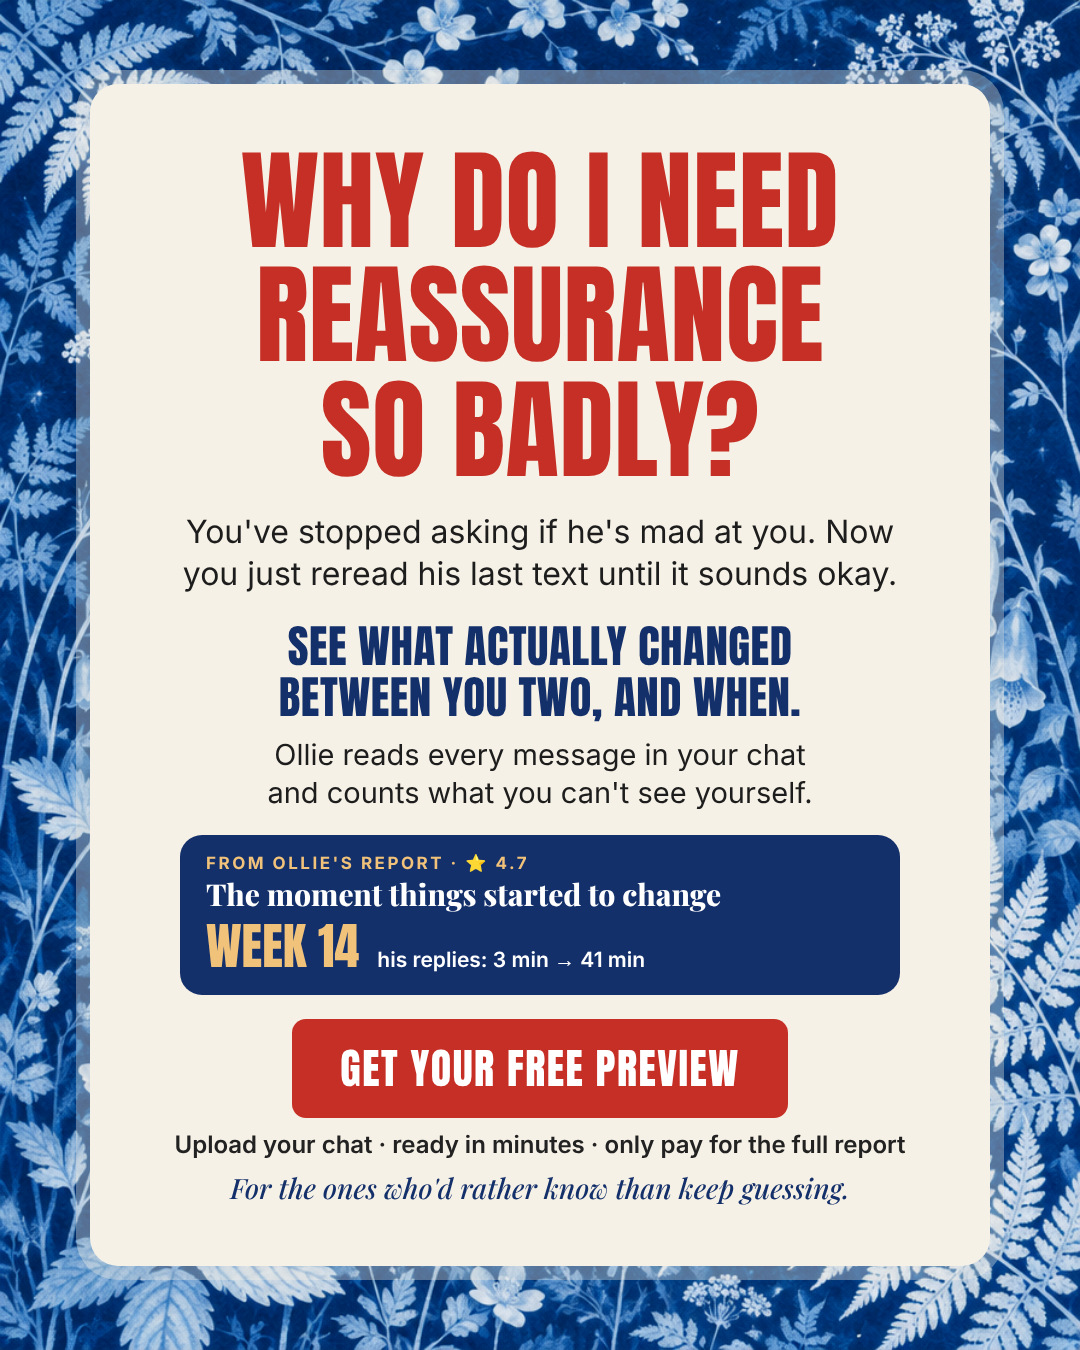 WHY DO I NEED
REASSURANCE
SO BADLY?
You've stopped asking if he's mad at you. Now
you just reread his last text until it sounds okay.
SEE WHAT ACTUALLY CHANGED
BETWEEN YOU TWO, AND WHEN.
Ollie reads every message in your chat
and counts what you can't see yourself.
FROM OLLIE'S REPORT · ⭐ 4.7
The moment things started to change
WEEK 14 his replies: 3 min → 41 min
GET YOUR FREE PREVIEW
Upload your chat · ready in minutes · only pay for the full report
For the ones who'd rather know than keep guessing.